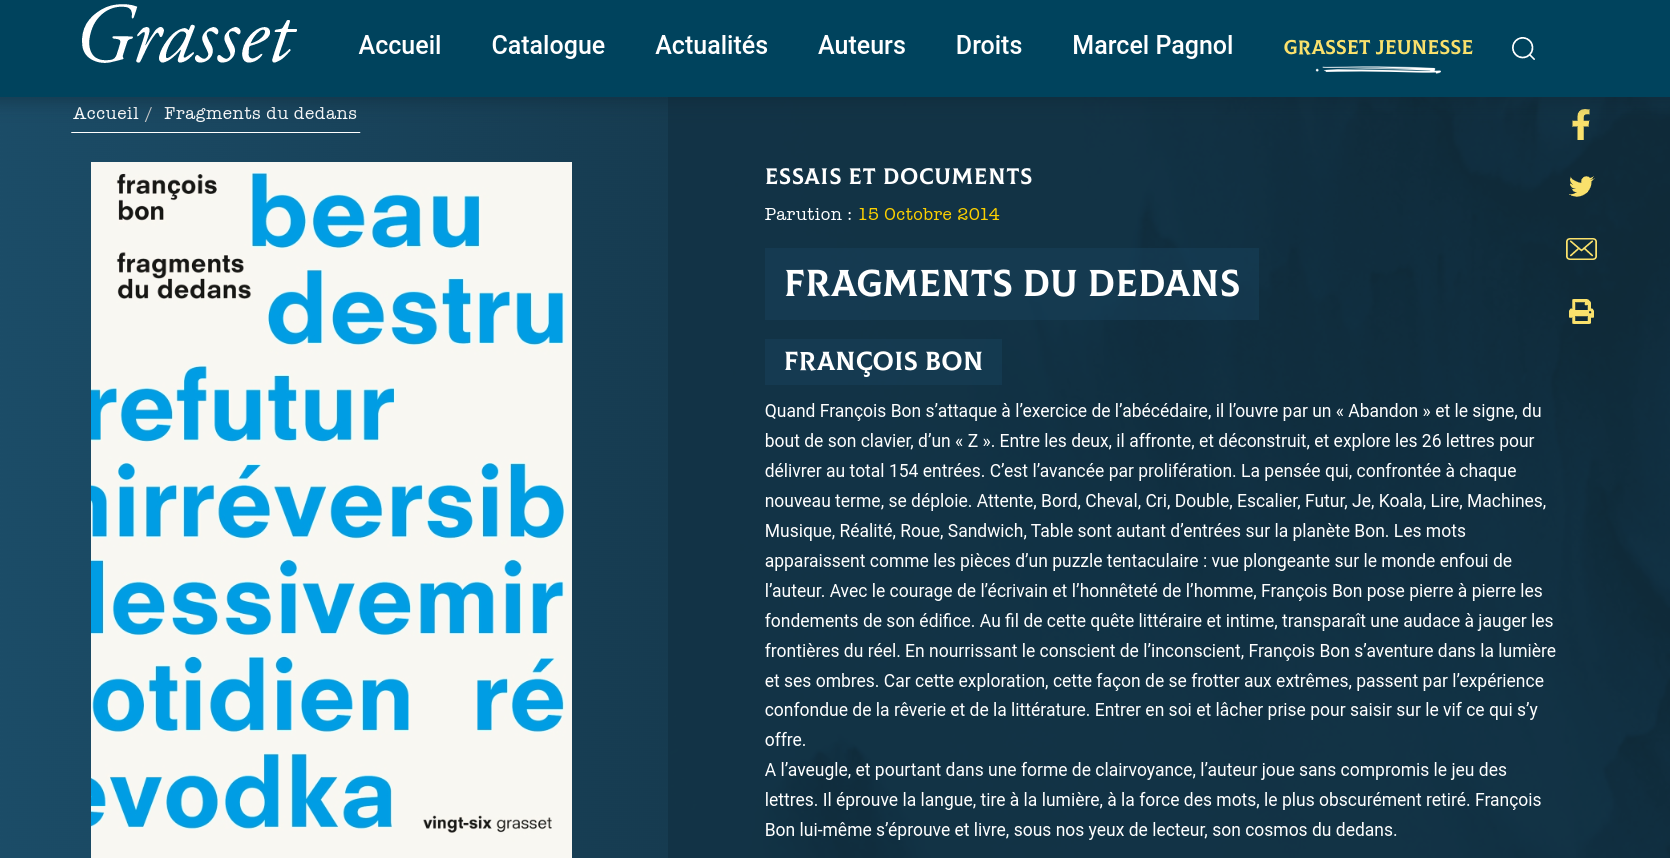 Grasset
Accueil
Catalogue
Actualités
Auteurs
Droits
Marcel Pagnol
GRASSET JEUNESSE
Accueil / Fragments du dedans
françois
bon
fragments
du dedans
beau
destru
refutur
nirréversib
lessivemir
otidien ré
evodka
vingt-six grasset
ESSAIS ET DOCUMENTS
Parution : 15 Octobre 2014
FRAGMENTS DU DEDANS
FRANÇOIS BON
Quand François Bon s’attaque à l’exercice de l’abécédaire, il l’ouvre par un « Abandon » et le signe, du
bout de son clavier, d’un « Z ». Entre les deux, il affronte, et déconstruit, et explore les 26 lettres pour
délivrer au total 154 entrées. C’est l’avancée par prolifération. La pensée qui, confrontée à chaque
nouveau terme, se déploie. Attente, Bord, Cheval, Cri, Double, Escalier, Futur, Je, Koala, Lire, Machines,
Musique, Réalité, Roue, Sandwich, Table sont autant d’entrées sur la planète Bon. Les mots
apparaissent comme les pièces d’un puzzle tentaculaire : vue plongeante sur le monde enfoui de
l’auteur. Avec le courage de l’écrivain et l’honnêteté de l’homme, François Bon pose pierre à pierre les
fondements de son édifice. Au fil de cette quête littéraire et intime, transparaît une audace à jauger les
frontières du réel. En nourrissant le conscient de l’inconscient, François Bon s’aventure dans la lumière
et ses ombres. Car cette exploration, cette façon de se frotter aux extrêmes, passent par l’expérience
confondue de la rêverie et de la littérature. Entrer en soi et lâcher prise pour saisir sur le vif ce qui s’y
offre.
A l’aveugle, et pourtant dans une forme de clairvoyance, l’auteur joue sans compromis le jeu des
lettres. Il éprouve la langue, tire à la lumière, à la force des mots, le plus obscurément retiré. François
Bon lui-même s’éprouve et livre, sous nos yeux de lecteur, son cosmos du dedans.